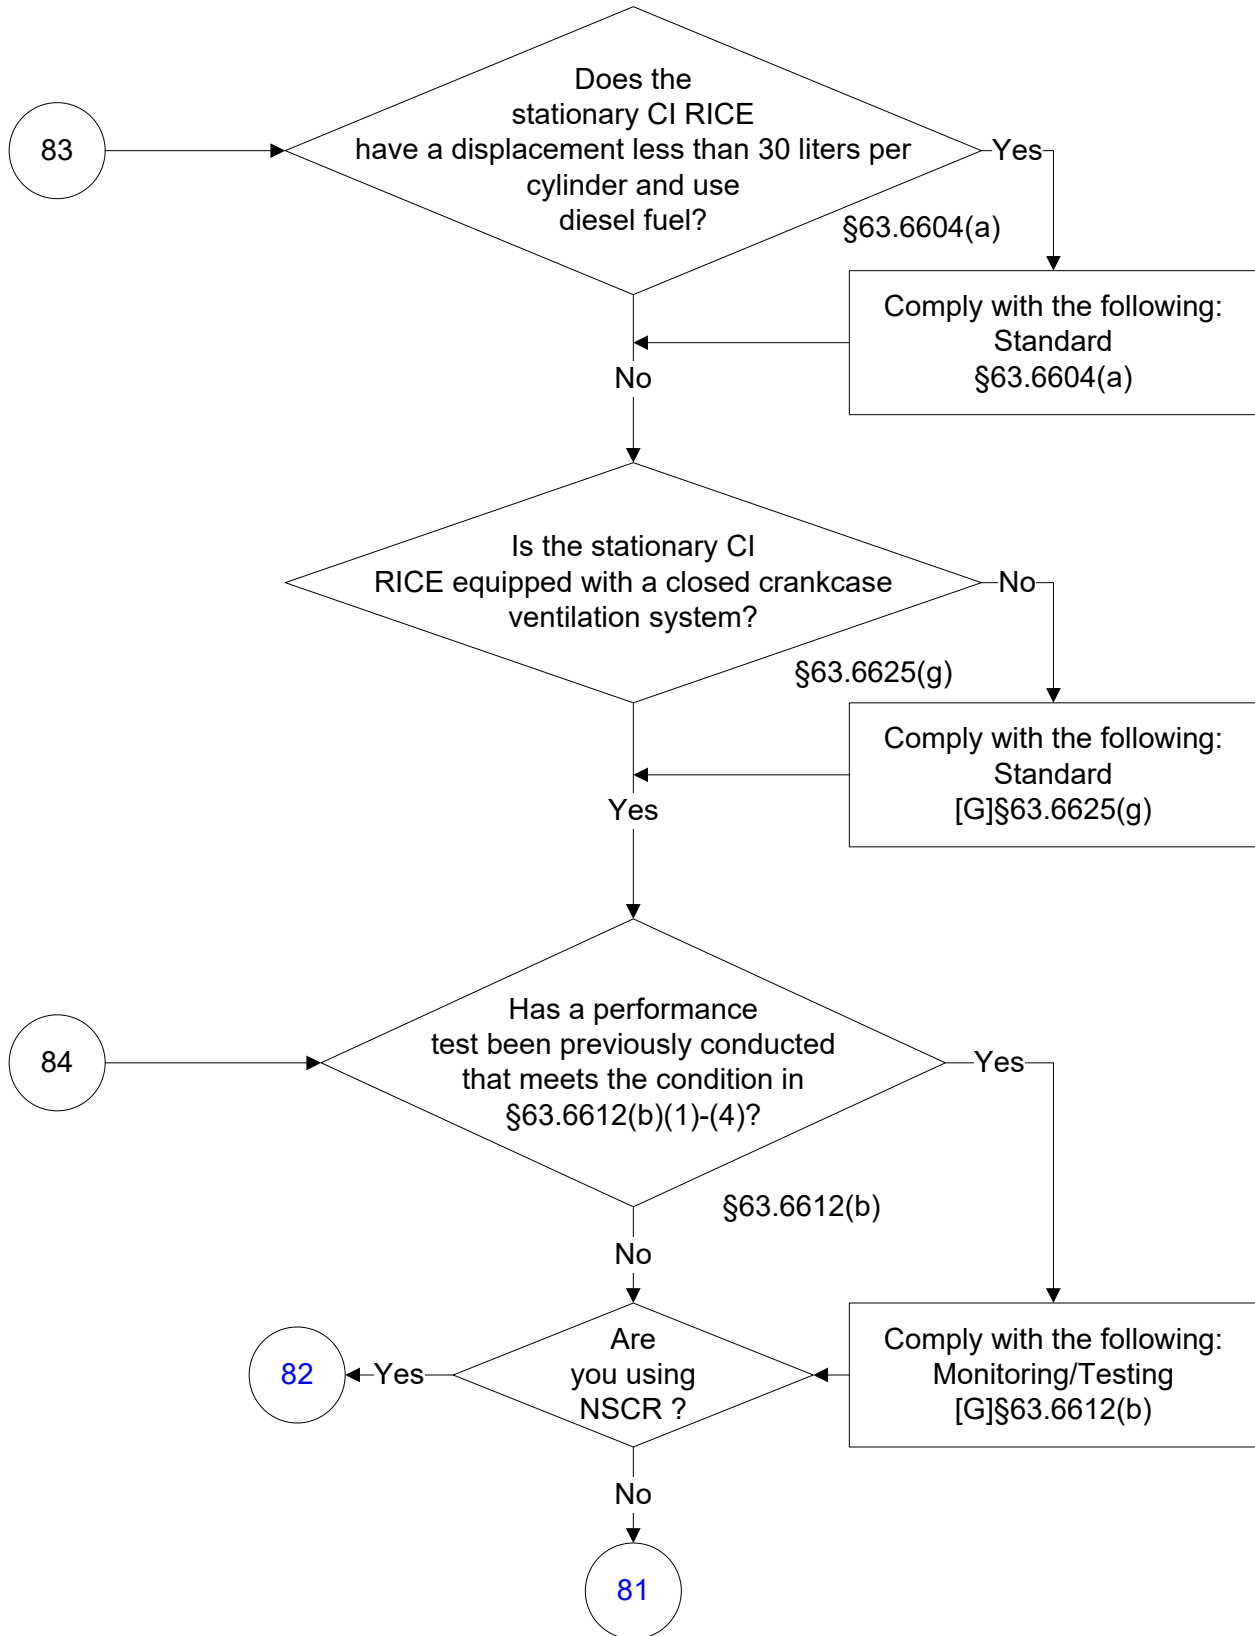 Does the
stationary CI RICE
have a displacement less than 30 liters per
cylinder and use
diesel fuel?
83
Yes
§63.6604(a)
Comply with the following:
Standard
§63.6604(a)
No
Is the stationary CI
RICE equipped with a closed crankcase
ventilation system?
No
§63.6625(g)
Comply with the following:
Standard
[G]§63.6625(g)
Yes
84
Has a performance
test been previously conducted
that meets the condition in
§63.6612(b)(1)-(4)?
Yes
§63.6612(b)
No
Comply with the following:
Monitoring/Testing
[G]§63.6612(b)
Are
you using
NSCR ?
Yes
82
No
81